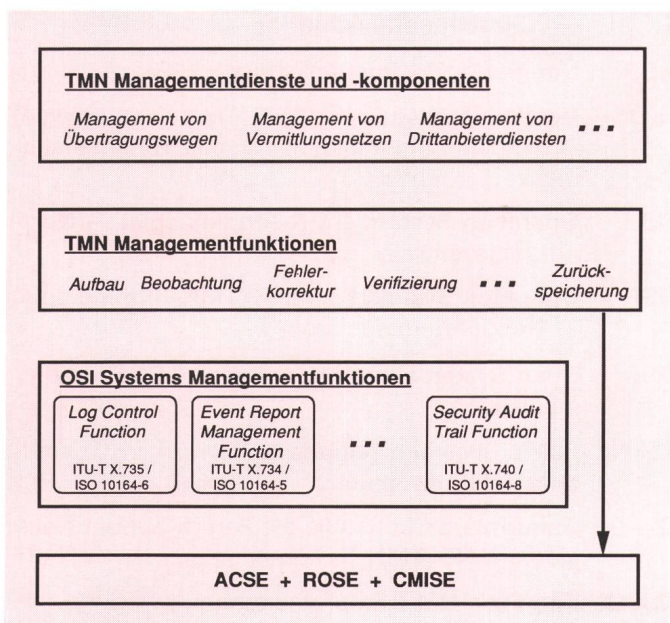 TMN Managementdienste und -komponenten
Management von Übertragungswegen
Management von Vermittlungsnetzen
Management von Drittanbieterdiensten
...
TMN Managementfunktionen
Aufbau
Beobachtung
Fehler-
korrektur
Verifizierung
...
Zurück-
speicherung
OSI Systems Managementfunktionen
Log Control
Function
ITU-T X.735 /
ISO 10164-6
Event Report
Management
Function
ITU-T X.734 /
ISO 10164-5
...
Security Audit
Trail Function
ITU-T X.740 /
ISO 10164-8
ACSE + ROSE + CMISE